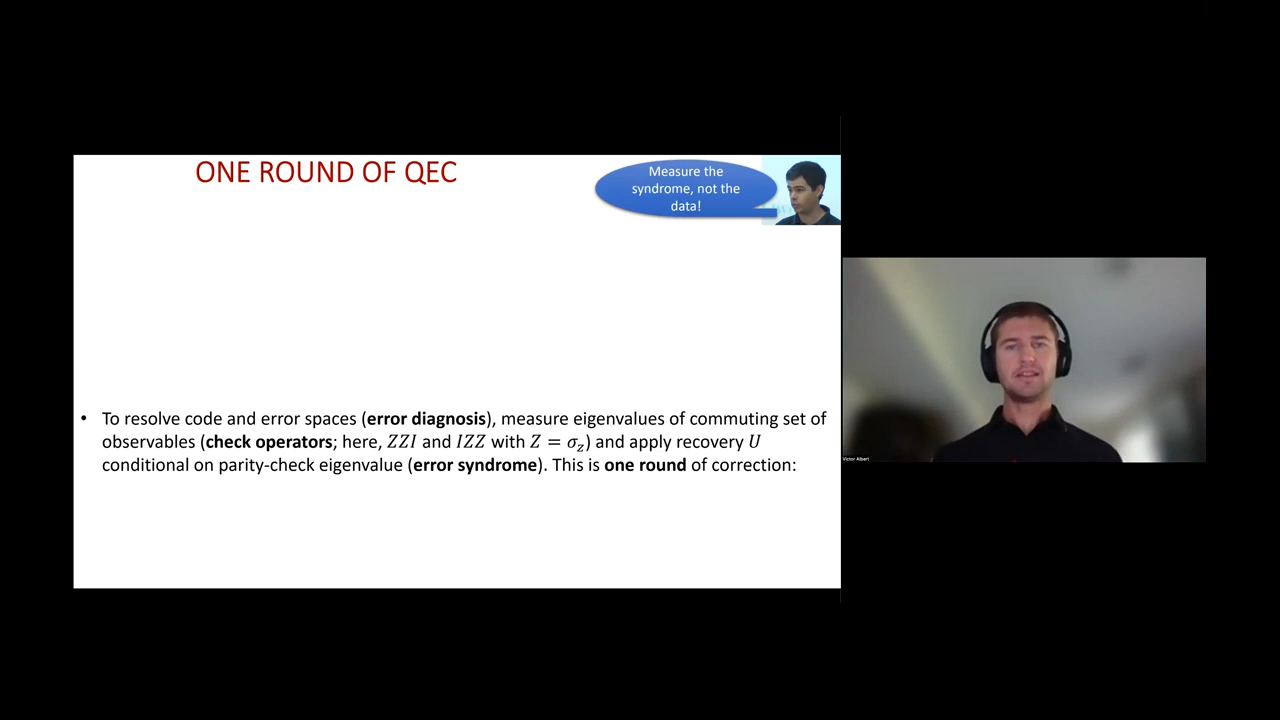 ONE ROUND OF QEC
Measure the
syndrome, not the
data!
• To resolve code and error spaces (error diagnosis), measure eigenvalues of commuting set of
observables (check operators; here, 𝑍𝑍𝐼 and 𝐼𝑍𝑍 with 𝑍 = 𝜎𝑧) and apply recovery 𝑈
conditional on parity-check eigenvalue (error syndrome). This is one round of correction:
Victor Albert